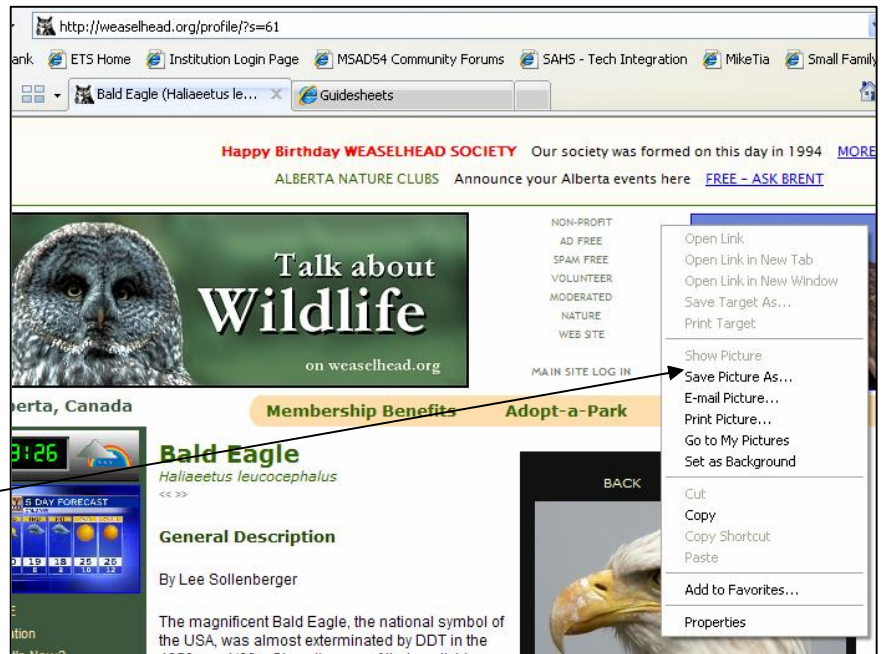 http://weaselhead.org/profile/?s=61
ank ETS Home Institution Login Page MSAD54 Community Forums SAHS - Tech Integration MikeTia Small Family
Bald Eagle (Haliaeetus le... Guidesheets
Happy Birthday WEASELHEAD SOCIETY Our society was formed on this day in 1994 MORE
ALBERTA NATURE CLUBS Announce your Alberta events here FREE - ASK BRENT
Talk about
Wildlife
on weaselhead.org
NON-PROFIT
AD FREE
SPAM FREE
VOLUNTEER
MODERATED
NATURE
WEB SITE
MAIN SITE LOG IN
Open Link
Open Link in New Tab
Open Link in New Window
Save Target As...
Print Target
Show Picture
Save Picture As...
E-mail Picture...
Print Picture...
Go to My Pictures
Set as Background
Cut
Copy
Copy Shortcut
Paste
Add to Favorites...
Properties
berta, Canada
Membership Benefits Adopt-a-Park
:26
5 DAY FORECAST
19 18 25 26
8 2 10 12
Bald Eagle
Haliaeetus leucocephalus
<< >>
BACK
General Description
By Lee Sollenberger
The magnificent Bald Eagle, the national symbol of
the USA, was almost exterminated by DDT in the